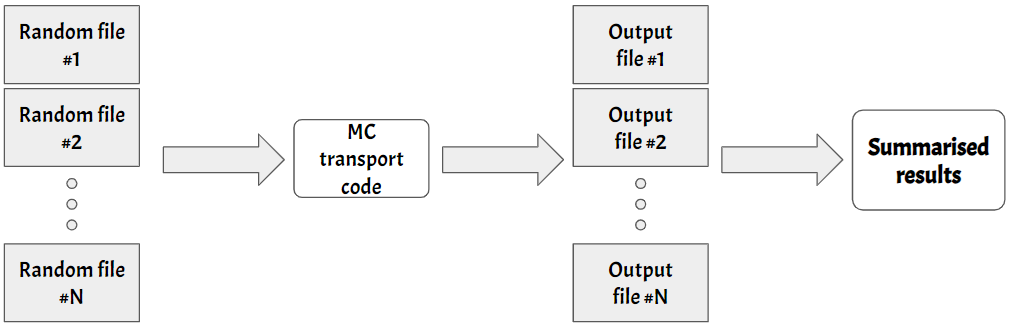 Random file
#1
Random file
#2
Random file
#N
MC
transport
code
Output
file #1
Output
file #2
Output
file #N
Summarised
results